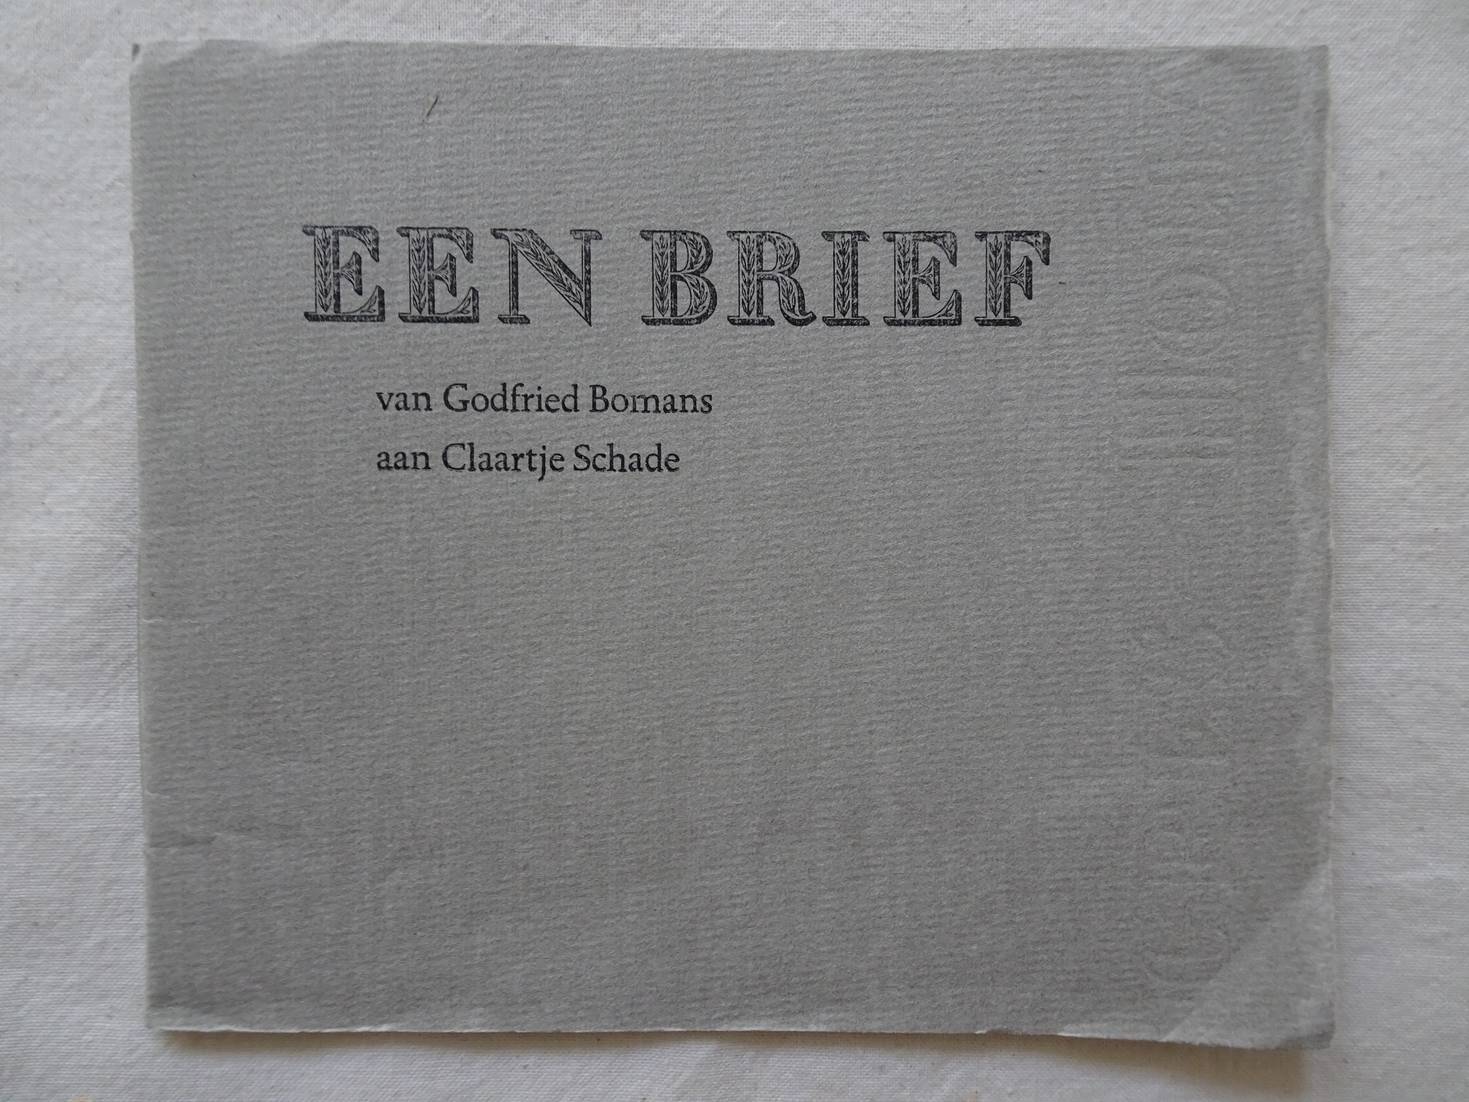 EEN BRIEF
van Godfried Bomans
aan Claartje Schade